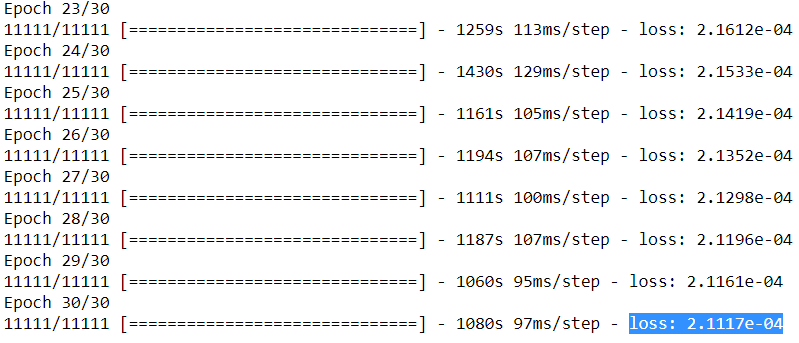 Epoch 23/30
11111/11111 [==============================] - 1259s 113ms/step - loss: 2.1612e-04
Epoch 24/30
11111/11111 [==============================] - 1430s 129ms/step - loss: 2.1533e-04
Epoch 25/30
11111/11111 [==============================] - 1161s 105ms/step - loss: 2.1419e-04
Epoch 26/30
11111/11111 [==============================] - 1194s 107ms/step - loss: 2.1352e-04
Epoch 27/30
11111/11111 [==============================] - 1111s 100ms/step - loss: 2.1298e-04
Epoch 28/30
11111/11111 [==============================] - 1187s 107ms/step - loss: 2.1196e-04
Epoch 29/30
11111/11111 [==============================] - 1060s 95ms/step - loss: 2.1161e-04
Epoch 30/30
11111/11111 [==============================] - 1080s 97ms/step - loss: 2.1117e-04